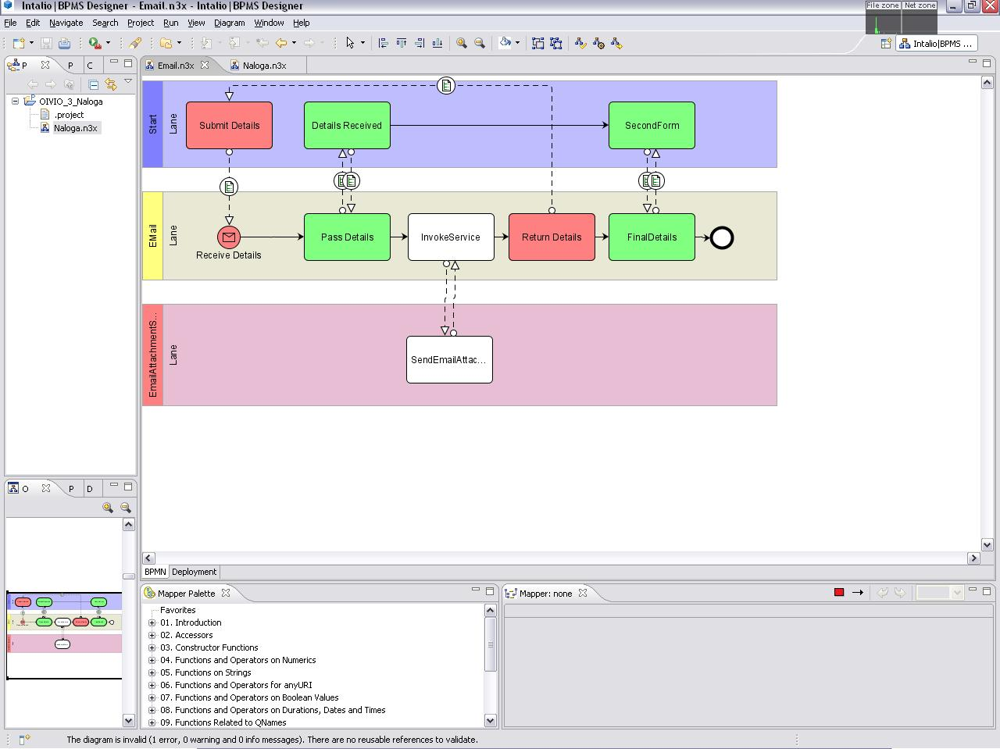 Intalio|BPMS Designer - Email.n3x - Intalio|BPMS Designer
File zone Net zone
File Edit Navigate Search Project Run View Diagram Window Help
Intalio|BPMS ...
P P C
Email.n3x Naloga.n3x
OIVIO_3_Naloga
.project
Naloga.n3x
Start
Lane
Submit Details
Details Received
SecondForm
EMail
Lane
Receive Details
Pass Details
InvokeService
Return Details
FinalDetails
EmailAttachmentS...
Lane
SendEmailAttac...
O P D
BPMN Deployment
Mapper Palette
Favorites
01. Introduction
02. Accessors
03. Constructor Functions
04. Functions and Operators on Numerics
05. Functions on Strings
06. Functions and Operators for anyURI
07. Functions and Operators on Boolean Values
08. Functions and Operators on Durations, Dates and Times
09. Functions Related to QNames
Mapper: none
The diagram is invalid (1 error, 0 warning and 0 info messages). There are no reusable references to validate.